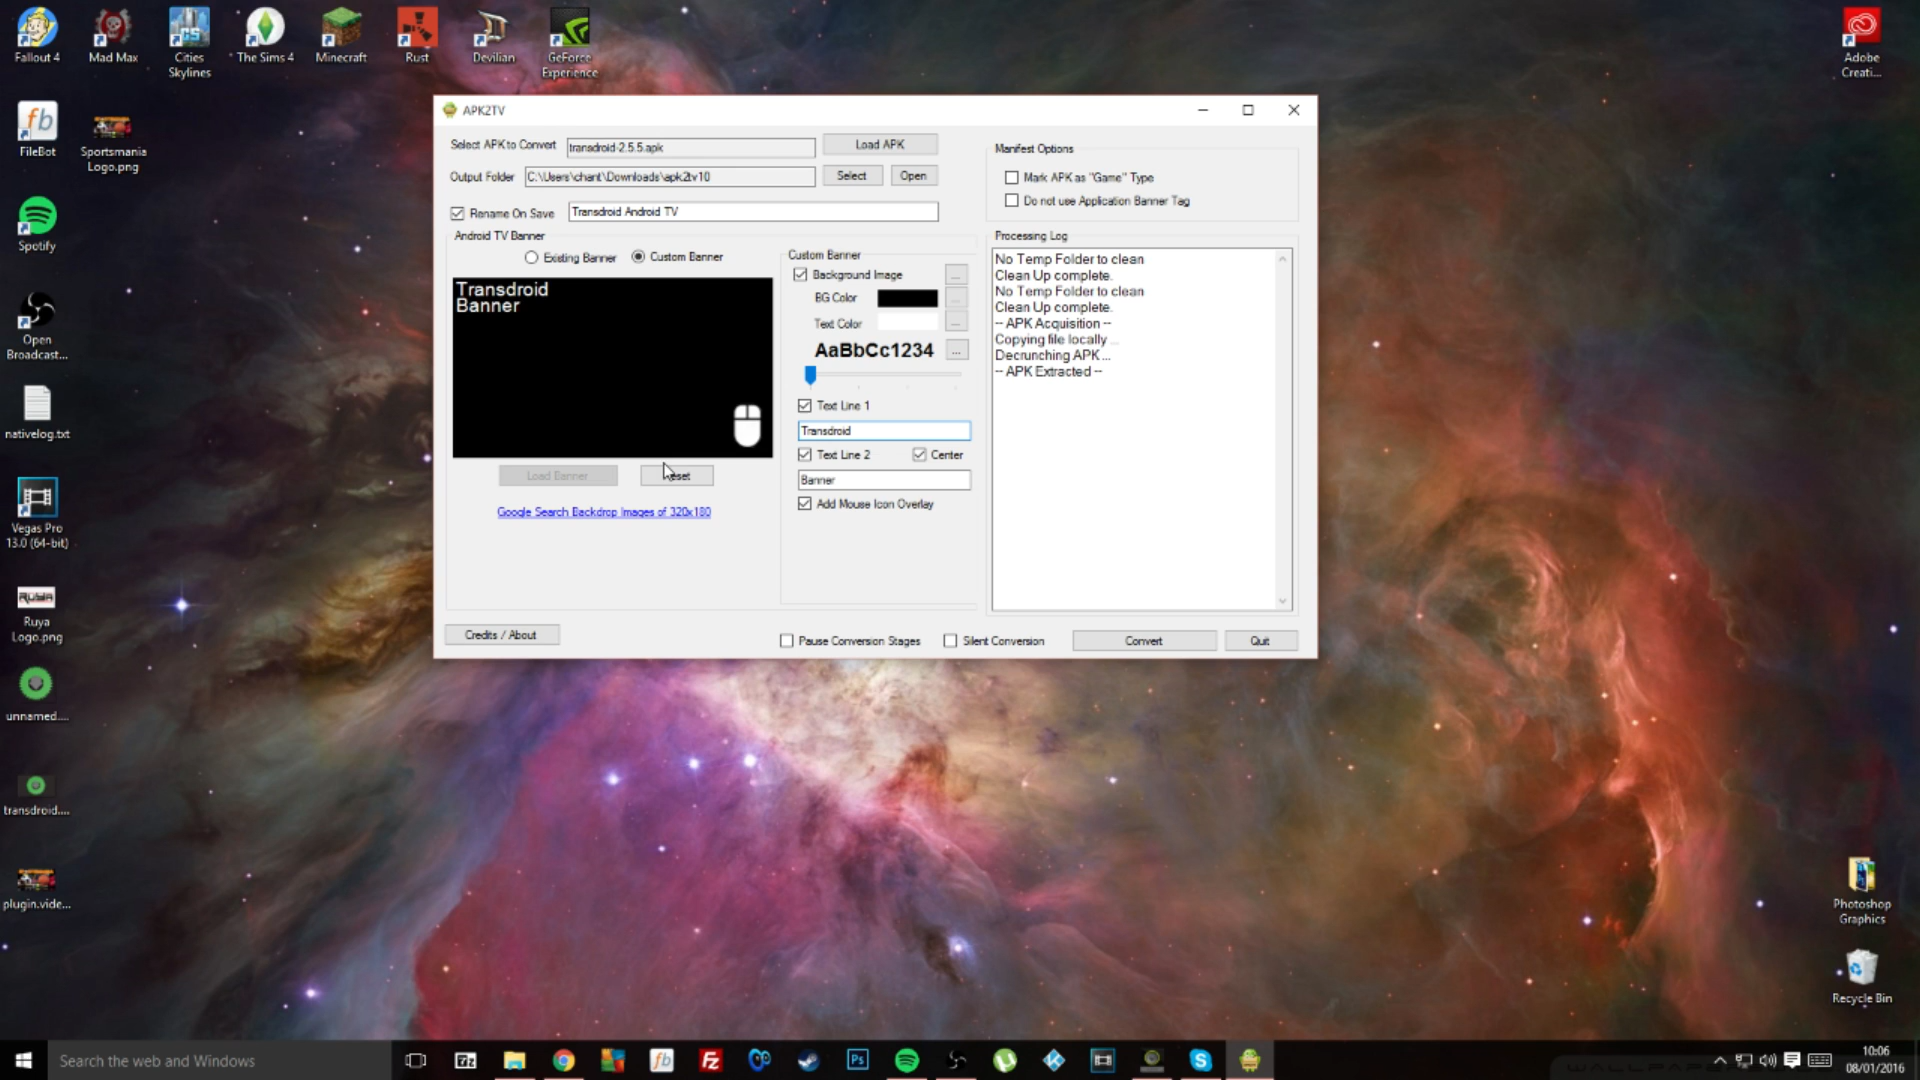 Fallout 4
Mad Max
Cities
Skylines
The Sims 4
Minecraft
Rust
Devilian
GeForce
Experience
Adobe
Creati...
FileBot
Sportsmania
Logo.png
Spotify
Open
Broadcast...
nativelog.txt
Vegas Pro
13.0 (64-bit)
Ruya
Logo.png
unnamed....
transdroid....
plugin.vide...
Photoshop
Graphics
Recycle Bin
APK2TV
Select APK to Convert
transdroid-2.5.5.apk
Load APK
Output Folder
C:\Users\chant\Downloads\apk2tv10
Select
Open
Rename On Save
Transdroid Android TV
Manifest Options
Mark APK as "Game" Type
Do not use Application Banner Tag
Android TV Banner
Existing Banner
Custom Banner
Transdroid
Banner
Load Banner
Reset
Google Search Backdrop Images of 320x180
Custom Banner
Background Image
...
BG Color
...
Text Color
...
AaBbCc1234
...
Text Line 1
Transdroid
Text Line 2
Center
Banner
Add Mouse Icon Overlay
Processing Log
No Temp Folder to clean
Clean Up complete.
No Temp Folder to clean
Clean Up complete.
-- APK Acquisition --
Copying file locally ...
Decrunching APK ...
-- APK Extracted --
Credits / About
Pause Conversion Stages
Silent Conversion
Convert
Quit
Search the web and Windows
10:06
08/01/2016